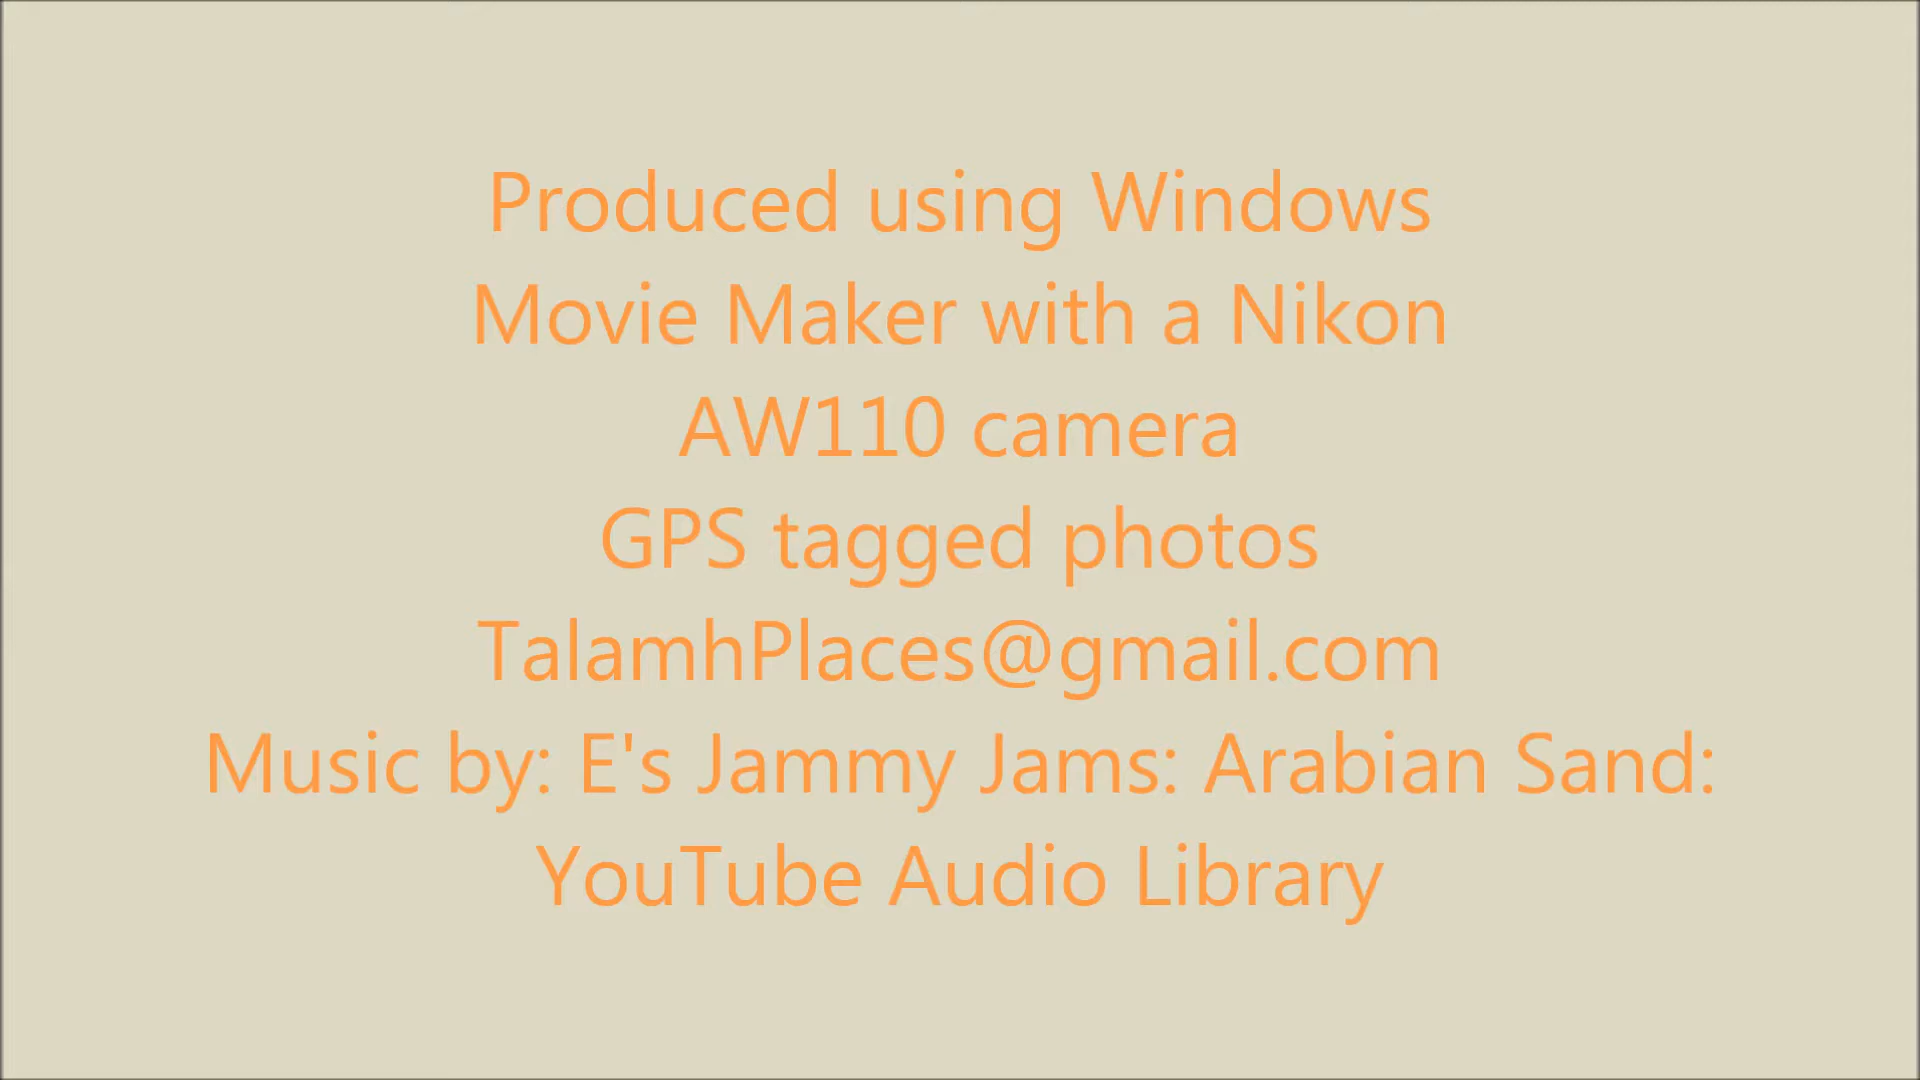 Produced using Windows
Movie Maker with a Nikon
AW110 camera
GPS tagged photos
TalamhPlaces@gmail.com
Music by: E's Jammy Jams: Arabian Sand:
YouTube Audio Library